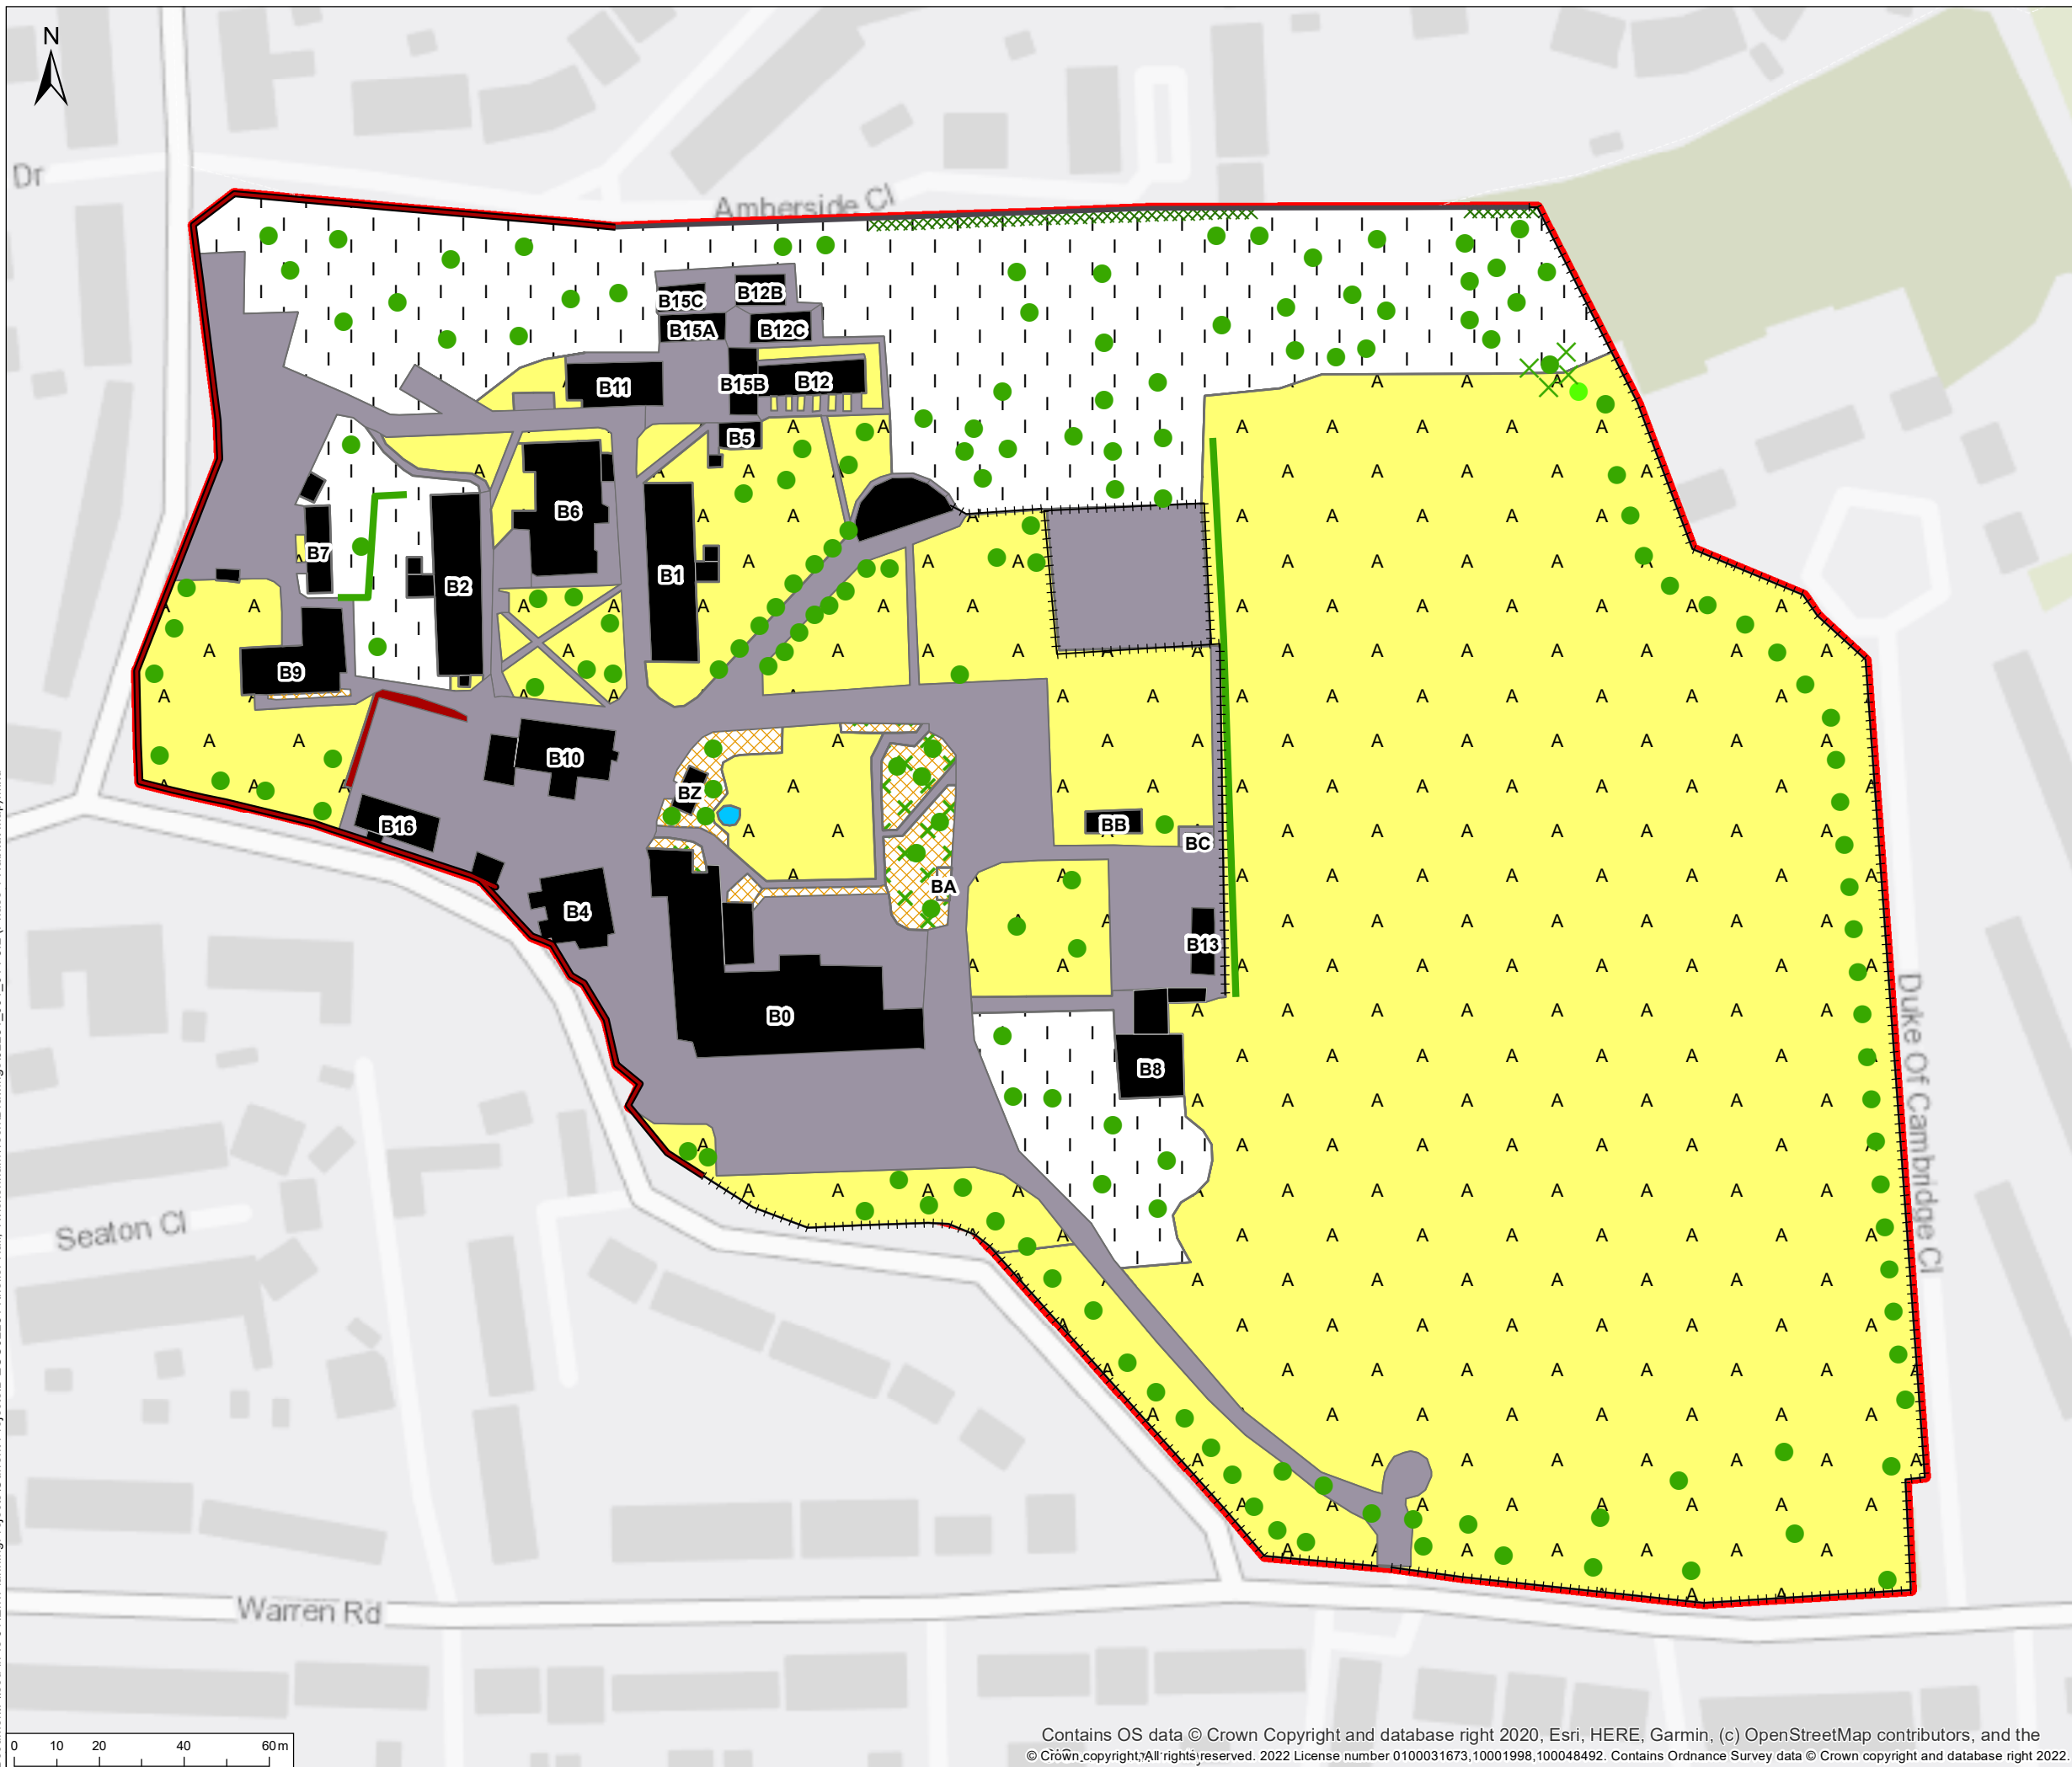 N
Dr
Amberside Cl
B15C
B12B
B15A
B12C
B11
B15B
B12
B5
B6
B7
B2
B1
B9
B10
BZ
B16
BB
BC
BA
B4
B13
B0
B8
Duke Of Cambridge Cl
Seaton Cl
Warren Rd
0 10 20 40 60 m
Contains OS data © Crown Copyright and database right 2020, Esri, HERE, Garmin, (c) OpenStreetMap contributors, and the
© Crown copyright, All rights reserved. 2022 License number 0100031673,10001998,100048492. Contains Ordnance Survey data © Crown copyright and database right 2022.